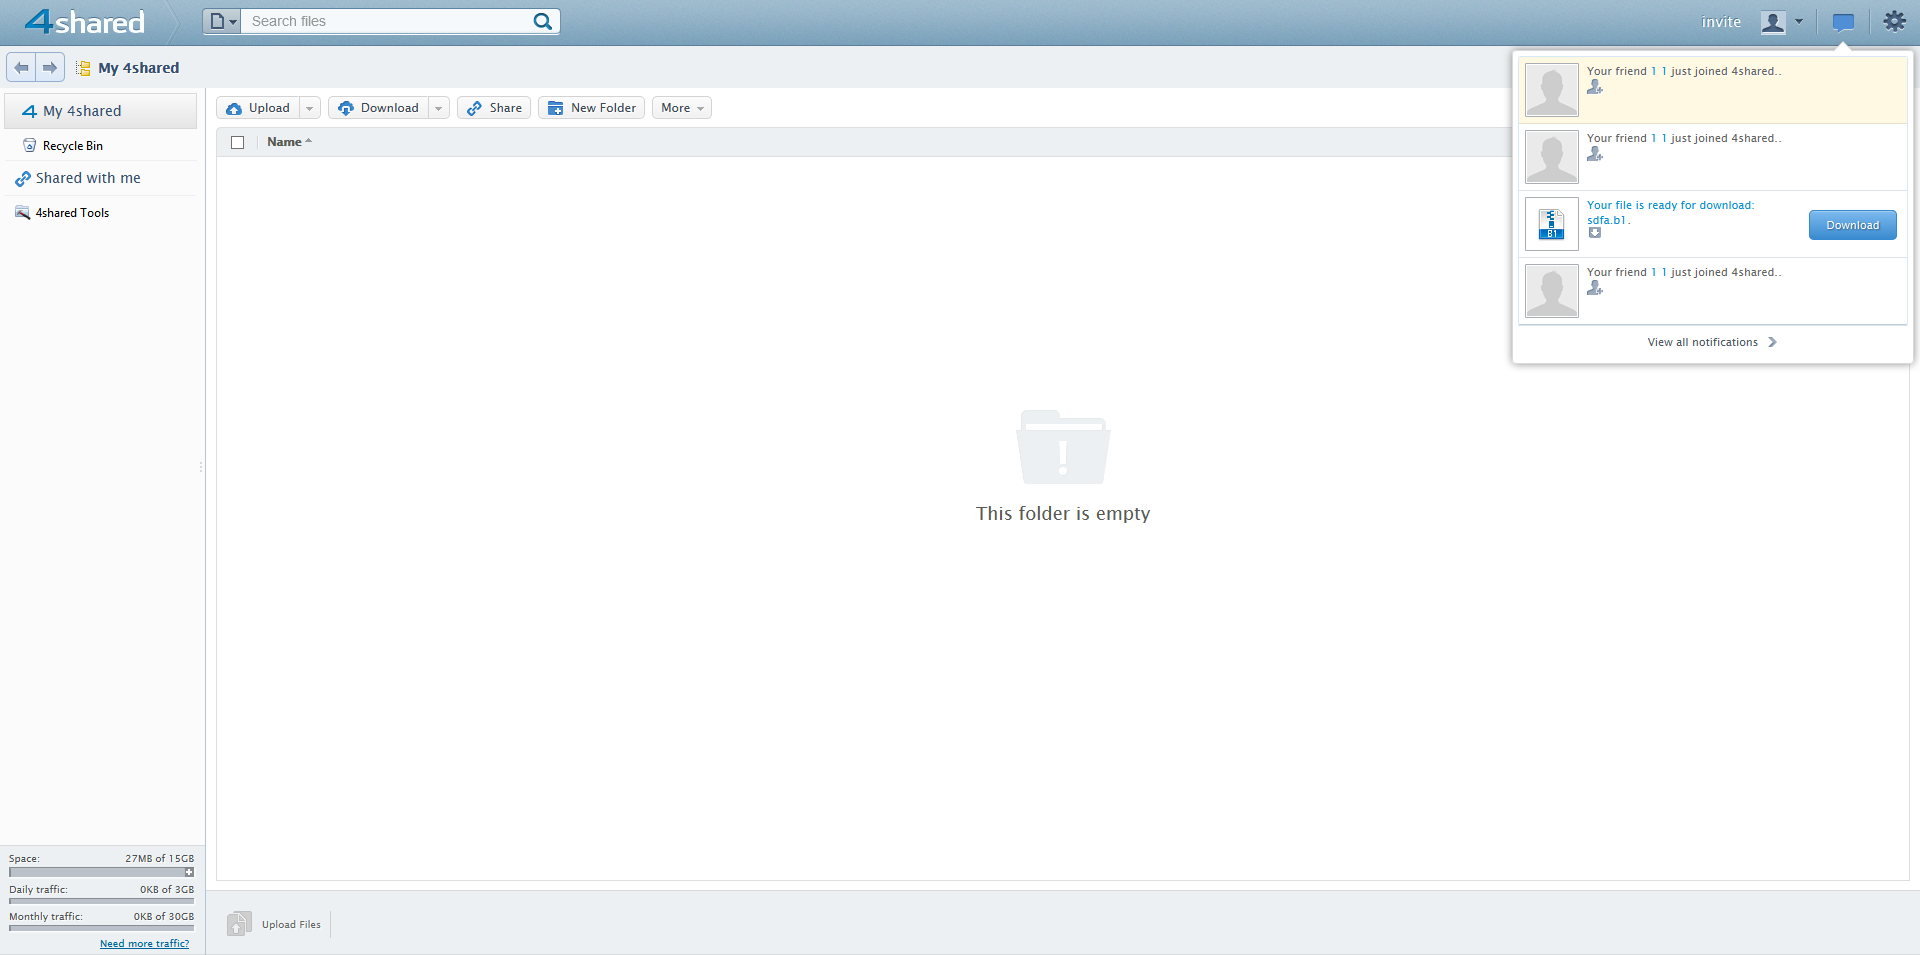 4shared
Search files
invite
My 4shared
My 4shared
Recycle Bin
Shared with me
4shared Tools
Upload
Download
Share
New Folder
More
Name
Your friend 1 1 just joined 4shared..
Your friend 1 1 just joined 4shared..
Your file is ready for download:
sdfa.b1.
B1
Download
Your friend 1 1 just joined 4shared..
View all notifications
This folder is empty
Space: 27MB of 15GB
Daily traffic: 0KB of 3GB
Monthly traffic: 0KB of 30GB
Need more traffic?
Upload Files